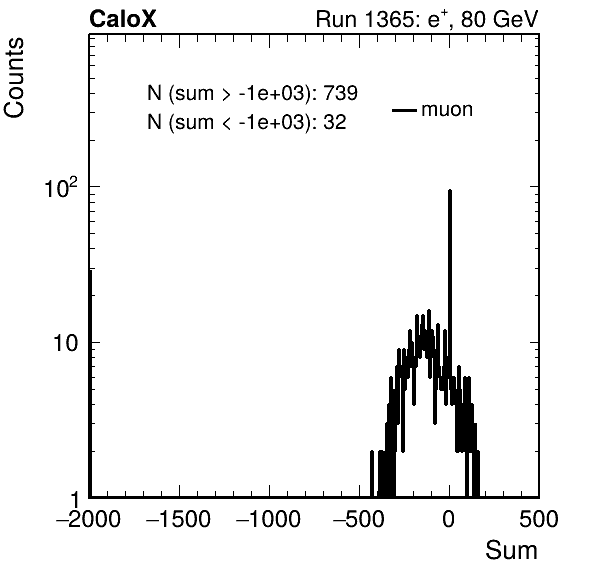 CaloX Run 1365: e⁺, 80 GeV
Counts
N (sum > -1e+03): 739
N (sum < -1e+03): 32
muon
10²
10
1
−2000 −1500 −1000 −500 0 500
Sum